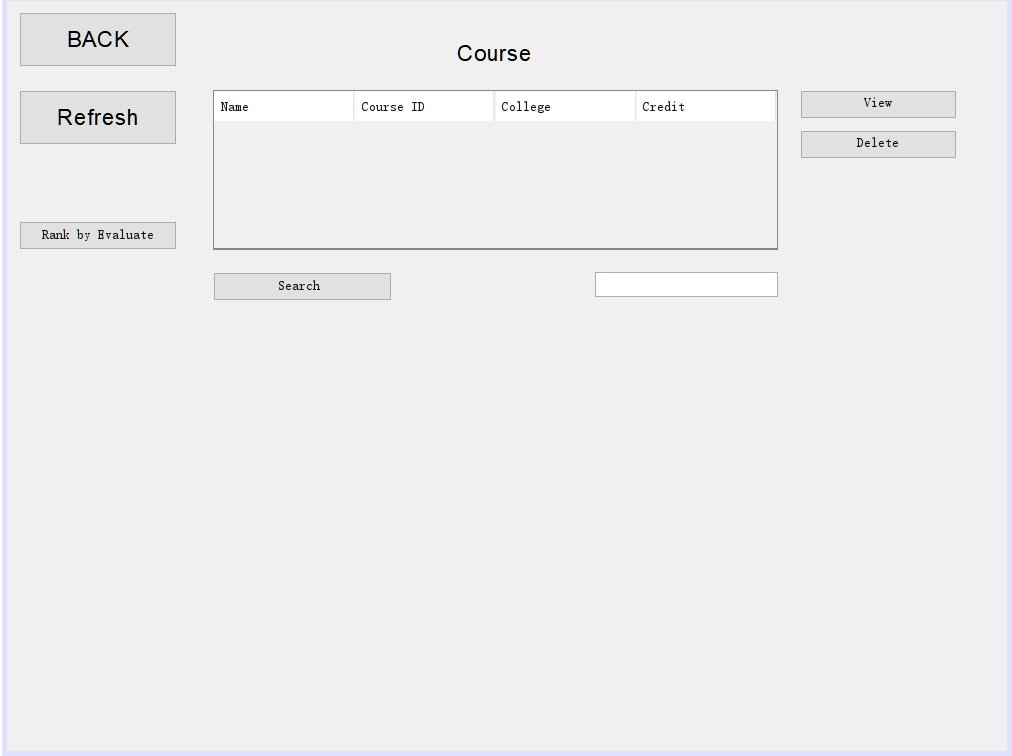 BACK
Course
Refresh
Name Course ID College Credit
View
Delete
Rank by Evaluate
Search